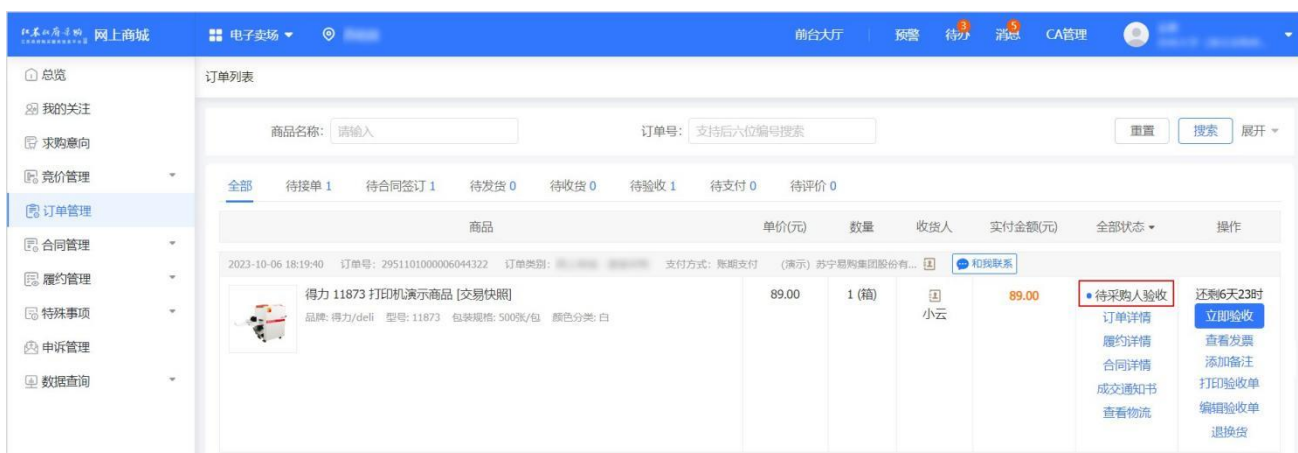 网上商城
电子卖场
前台大厅
预警
待办 3
消息 5
CA管理
总览
我的关注
求购意向
竞价管理
订单管理
合同管理
履约管理
特殊事项
申诉管理
数据查询
订单列表
商品名称: 请输入
订单号: 支持后六位编号搜索
重置
搜索
展开
全部 待接单 1 待合同签订 1 待发货 0 待收货 0 待验收 1 待支付 0 待评价 0
商品 单价(元) 数量 收货人 实付金额(元) 全部状态 操作
2023-10-06 18:19:40 订单号: 2951101000006044322 订单类别: 支付方式: 账期支付 (演示) 苏宁易购集团股份有... 和我联系
得力 11873 打印机演示商品 [交易快照]
品牌: 得力/deli 型号: 11873 包装规格: 500张/包 颜色分类: 白
89.00
1 (箱)
小云
89.00
待采购人验收
订单详情
履约详情
合同详情
成交通知书
查看物流
还剩6天23时
立即验收
查看发票
添加备注
打印验收单
编辑验收单
退换货